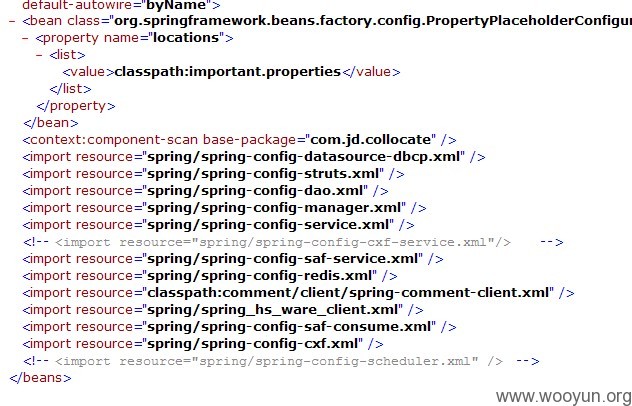 default-autowire="byName">
- <bean class="org.springframework.beans.factory.config.PropertyPlaceholderConfigu
- <property name="locations">
- <list>
<value>classpath:important.properties</value>
</list>
</property>
</bean>
<context:component-scan base-package="com.jd.collocate" />
<import resource="spring/spring-config-datasource-dbcp.xml" />
<import resource="spring/spring-config-struts.xml" />
<import resource="spring/spring-config-dao.xml" />
<import resource="spring/spring-config-manager.xml" />
<import resource="spring/spring-config-service.xml" />
<!-- <import resource="spring/spring-config-cxf-service.xml"/> -->
<import resource="spring/spring-config-saf-service.xml" />
<import resource="spring/spring-config-redis.xml" />
<import resource="classpath:comment/client/spring-comment-client.xml" />
<import resource="spring/spring_hs_ware_client.xml" />
<import resource="spring/spring-config-saf-consume.xml" />
<import resource="spring/spring-config-cxf.xml" />
<!-- <import resource="spring/spring-config-scheduler.xml" /> -->
</beans>
www.wooyun.org